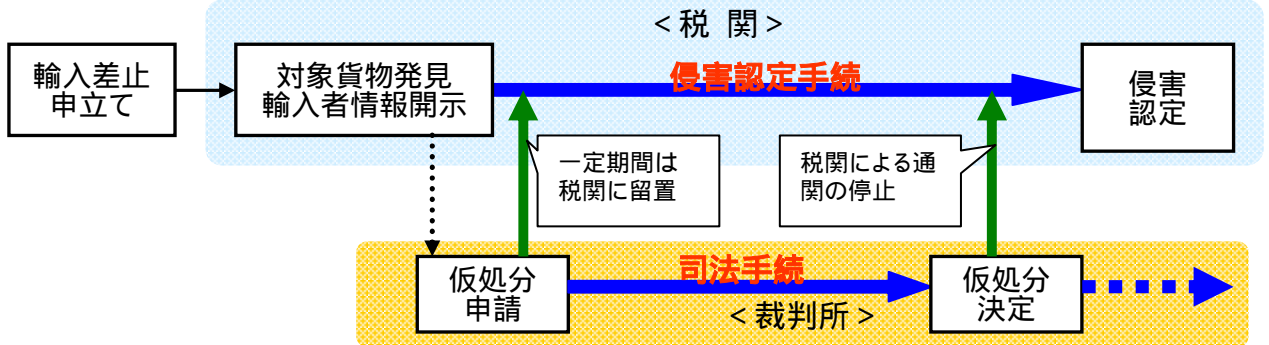 <税 関>
輸入差止
申立て
対象貨物発見
輸入者情報開示
侵害認定手続
侵害
認定
一定期間は
税関に留置
税関による通
関の停止
仮処分
申請
司法手続
仮処分
決定
<裁判所>